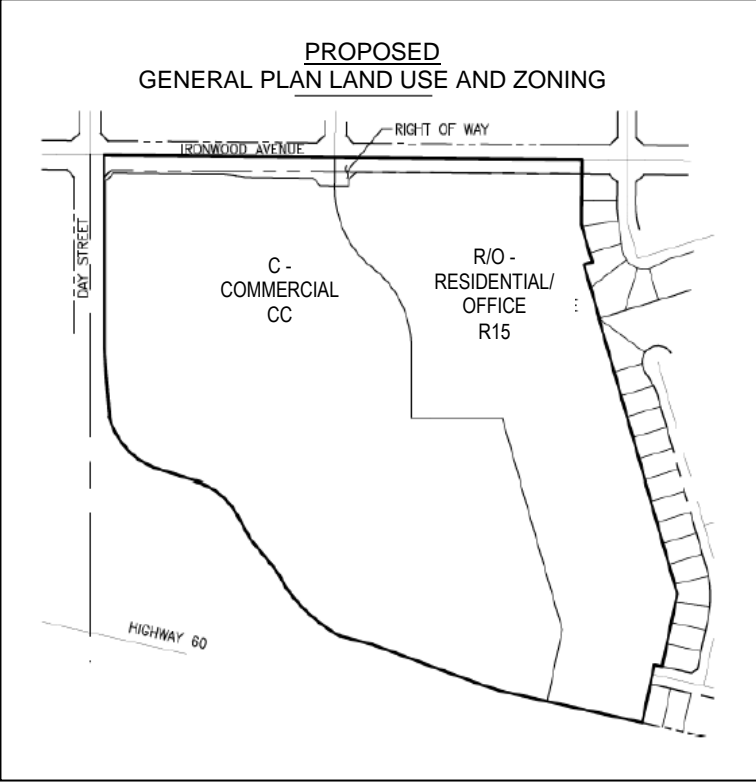 PROPOSED
GENERAL PLAN LAND USE AND ZONING
RIGHT OF WAY
IRONWOOD AVENUE
DAY STREET
C -
COMMERCIAL
CC
R/O -
RESIDENTIAL/
OFFICE
R15
HIGHWAY 60